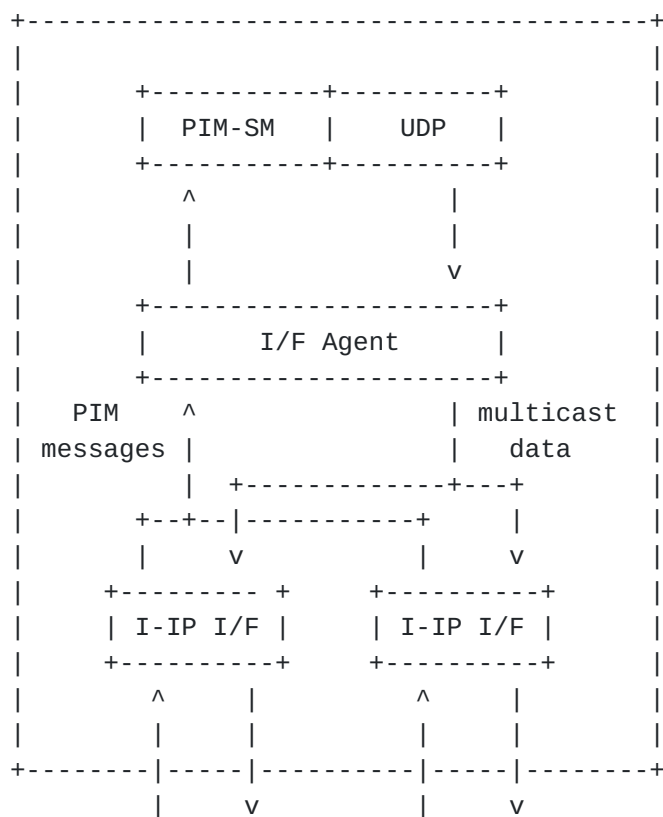 PIM-SM UDP
I/F Agent
PIM multicast
messages data
I-IP I/F I-IP I/F